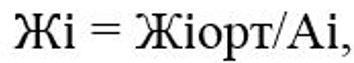 Жі = Жіорт/Аі,